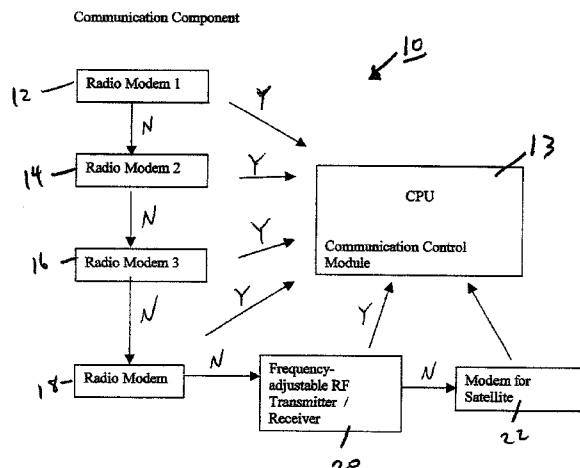 Communication Component
10
12
Radio Modem 1
Y
N
13
14
Radio Modem 2
Y
CPU
N
Y
16
Radio Modem 3
Communication Control
Module
N
Y
Y
18
Radio Modem
N
Frequency-
adjustable RF
Transmitter /
Receiver
N
Modem for
Satellite
20
22